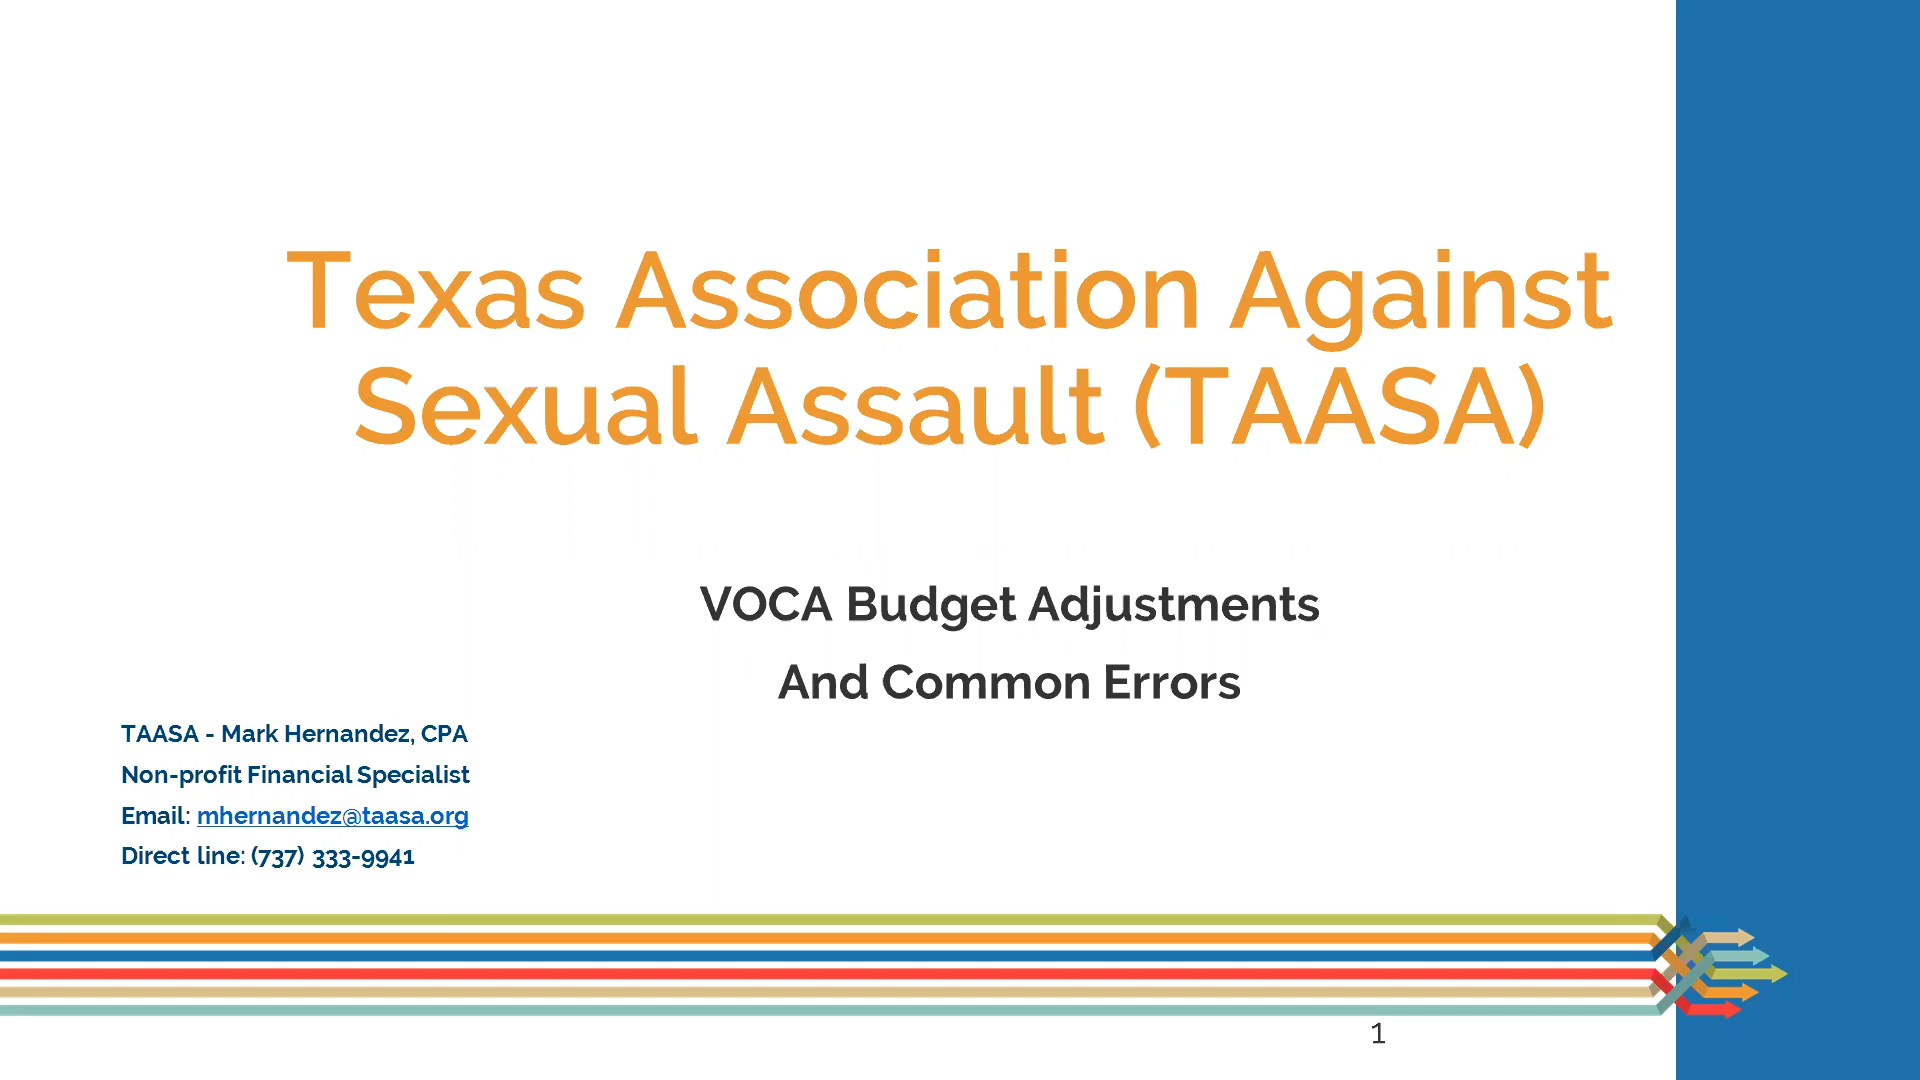 Texas Association Against
Sexual Assault (TAASA)
VOCA Budget Adjustments
And Common Errors
TAASA - Mark Hernandez, CPA
Non-profit Financial Specialist
Email: mhernandez@taasa.org
Direct line: (737) 333-9941
1